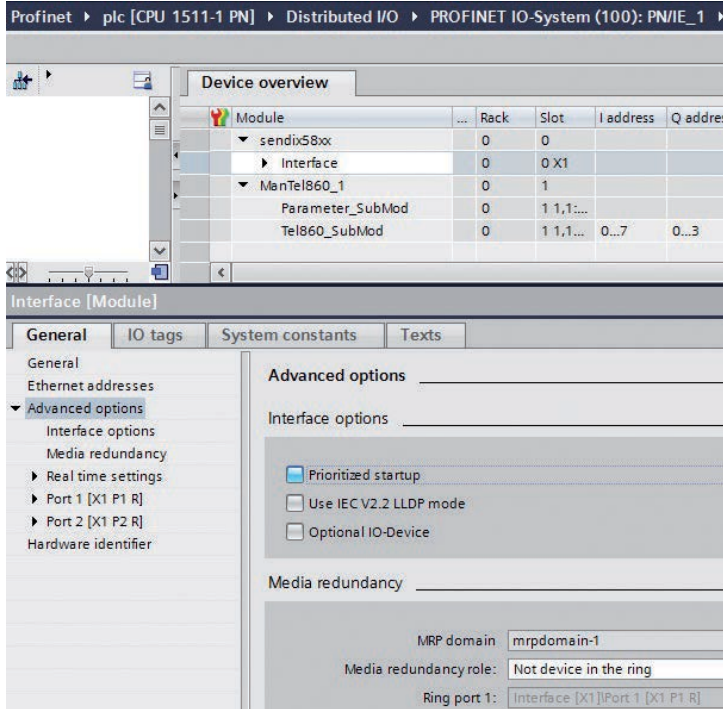 Profinet ▸ plc [CPU 1511-1 PN] ▸ Distributed I/O ▸ PROFINET IO-System (100): PN/IE_1 ▸
Device overview
Module ... Rack Slot I address Q addres
sendix58xx 0 0
Interface 0 0 X1
ManTel860_1 0 1
Parameter_SubMod 0 1 1,1:...
Tel860_SubMod 0 1 1,1... 0...7 0...3
Interface [Module]
General IO tags System constants Texts
General
Ethernet addresses
Advanced options
Interface options
Media redundancy
Real time settings
Port 1 [X1 P1 R]
Port 2 [X1 P2 R]
Hardware identifier
Advanced options
Interface options
Prioritized startup
Use IEC V2.2 LLDP mode
Optional IO-Device
Media redundancy
MRP domain mrpdomain-1
Media redundancy role: Not device in the ring
Ring port 1: Interface [X1]\Port 1 [X1 P1 R]